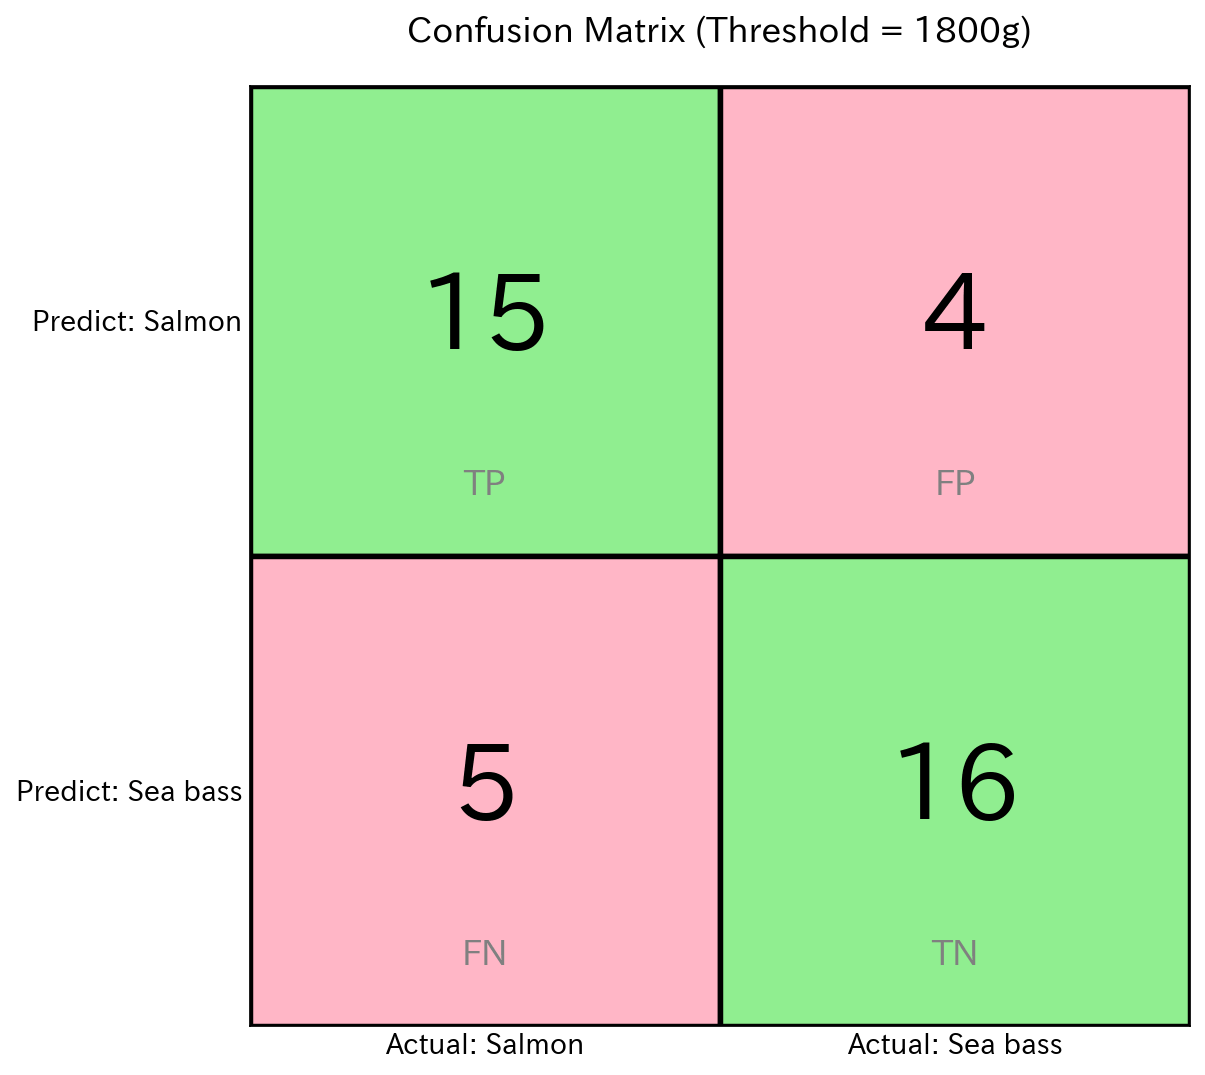 Confusion Matrix (Threshold = 1800g)
15
4
Predict: Salmon
TP
FP
5
16
Predict: Sea bass
FN
TN
Actual: Salmon
Actual: Sea bass